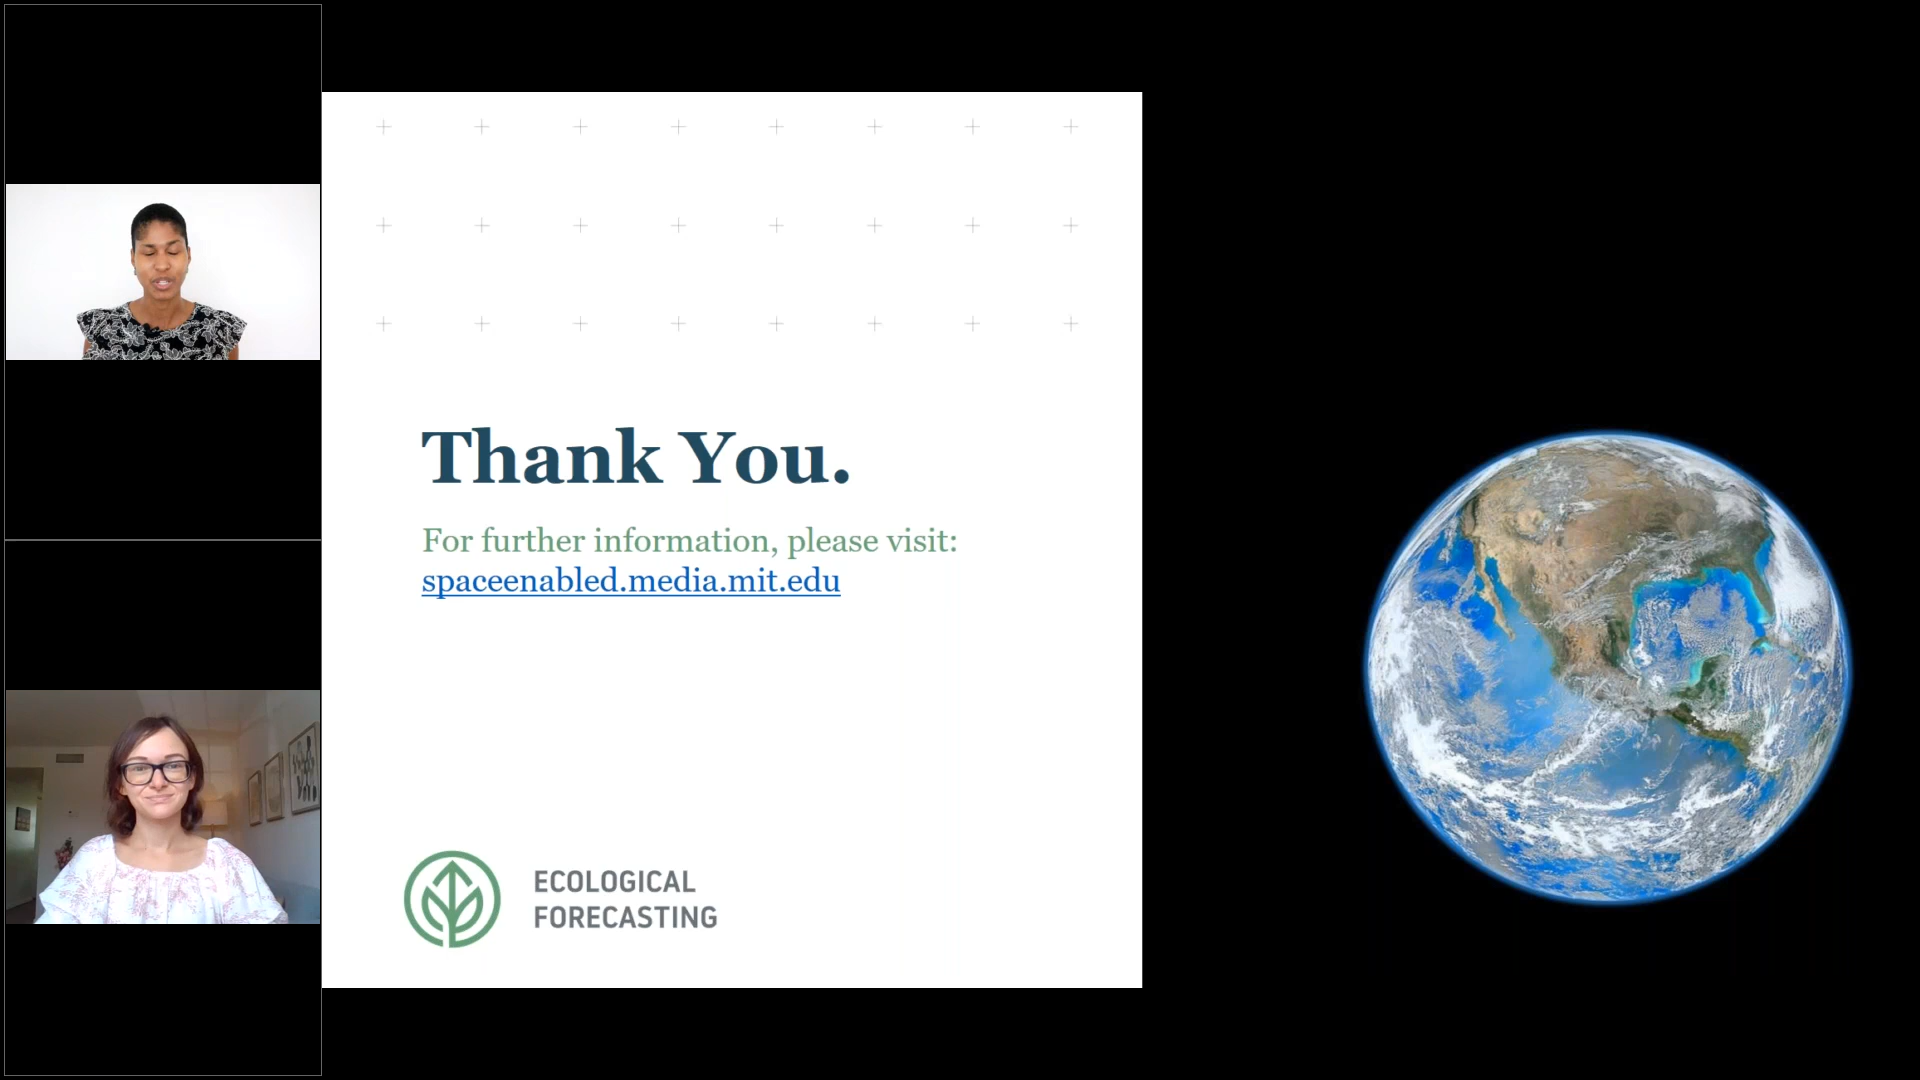 Thank You.
For further information, please visit:
spaceenabled.media.mit.edu
ECOLOGICAL
FORECASTING